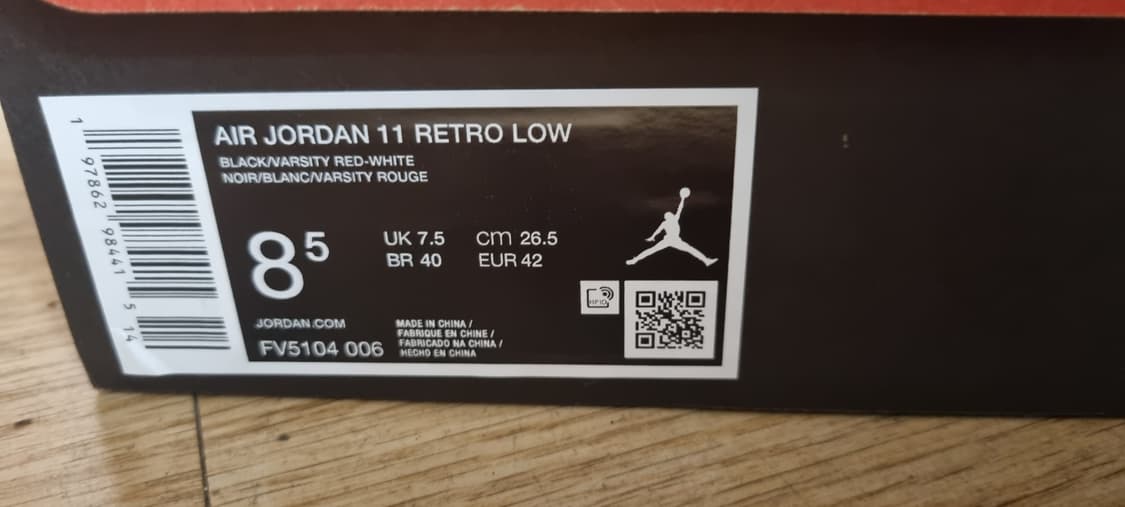 AIR JORDAN 11 RETRO LOW
BLACK/VARSITY RED-WHITE
NOIR/BLANC/VARSITY ROUGE
8⁵
UK 7.5 cm 26.5
BR 40 EUR 42
JORDAN.COM
FV5104 006
MADE IN CHINA /
FABRIQUE EN CHINE /
FABRICADO NA CHINA /
HECHO EN CHINA
RFID
1 97862 98441 5 14